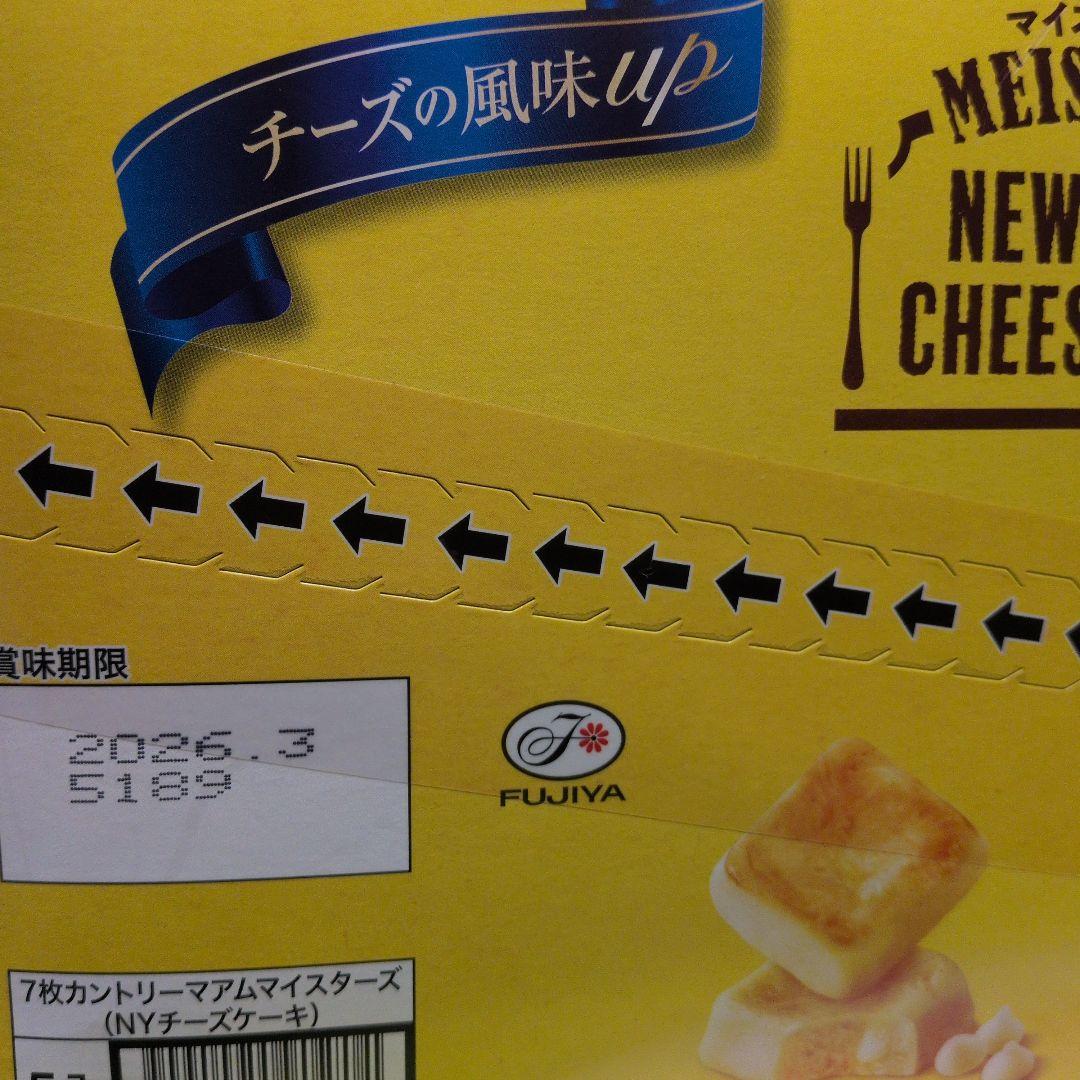 チーズの風味up
マイス
MEIS
NEW
CHEES
賞味期限
2026.3
5189
FUJIYA
7枚カントリーマアムマイスターズ
(NYチーズケーキ)